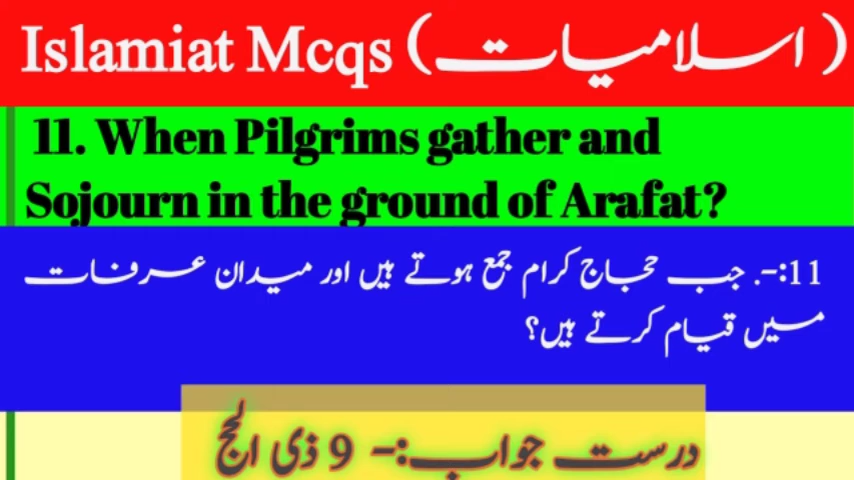 Islamiat Mcqs (اسلامیات)
11. When Pilgrims gather and
Sojourn in the ground of Arafat?
11:-. جب حجاج کرام جمع ہوتے ہیں اور میدان عرفات
میں قیام کرتے ہیں؟
درست جواب:- 9 ذی الحج